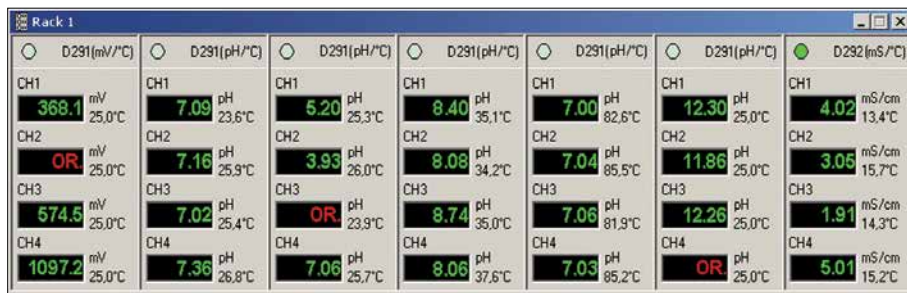 Rack 1
D291(mV/°C) D291(pH/°C) D291(pH/°C) D291(pH/°C) D291(pH/°C) D291(pH/°C) D292(mS/°C)
CH1 CH1 CH1 CH1 CH1 CH1 CH1
368.1 mV 7.09 pH 5.20 pH 8.40 pH 7.00 pH 12.30 pH 4.02 mS/cm
25,0°C 23,6°C 25,3°C 35,1°C 82,6°C 25,0°C 13,4°C
CH2 CH2 CH2 CH2 CH2 CH2 CH2
OR. mV 7.16 pH 3.93 pH 8.08 pH 7.04 pH 11.86 pH 3.05 mS/cm
25,0°C 25,9°C 26,0°C 34,2°C 85,5°C 25,0°C 15,7°C
CH3 CH3 CH3 CH3 CH3 CH3 CH3
574.5 mV 7.02 pH OR. pH 8.74 pH 7.06 pH 12.26 pH 1.91 mS/cm
25,0°C 25,4°C 23,9°C 35,0°C 81,9°C 25,0°C 14,3°C
CH4 CH4 CH4 CH4 CH4 CH4 CH4
1097.2 mV 7.36 pH 7.06 pH 8.06 pH 7.03 pH OR. pH 5.01 mS/cm
25,0°C 26,8°C 25,7°C 37,6°C 85,2°C 25,0°C 15,2°C